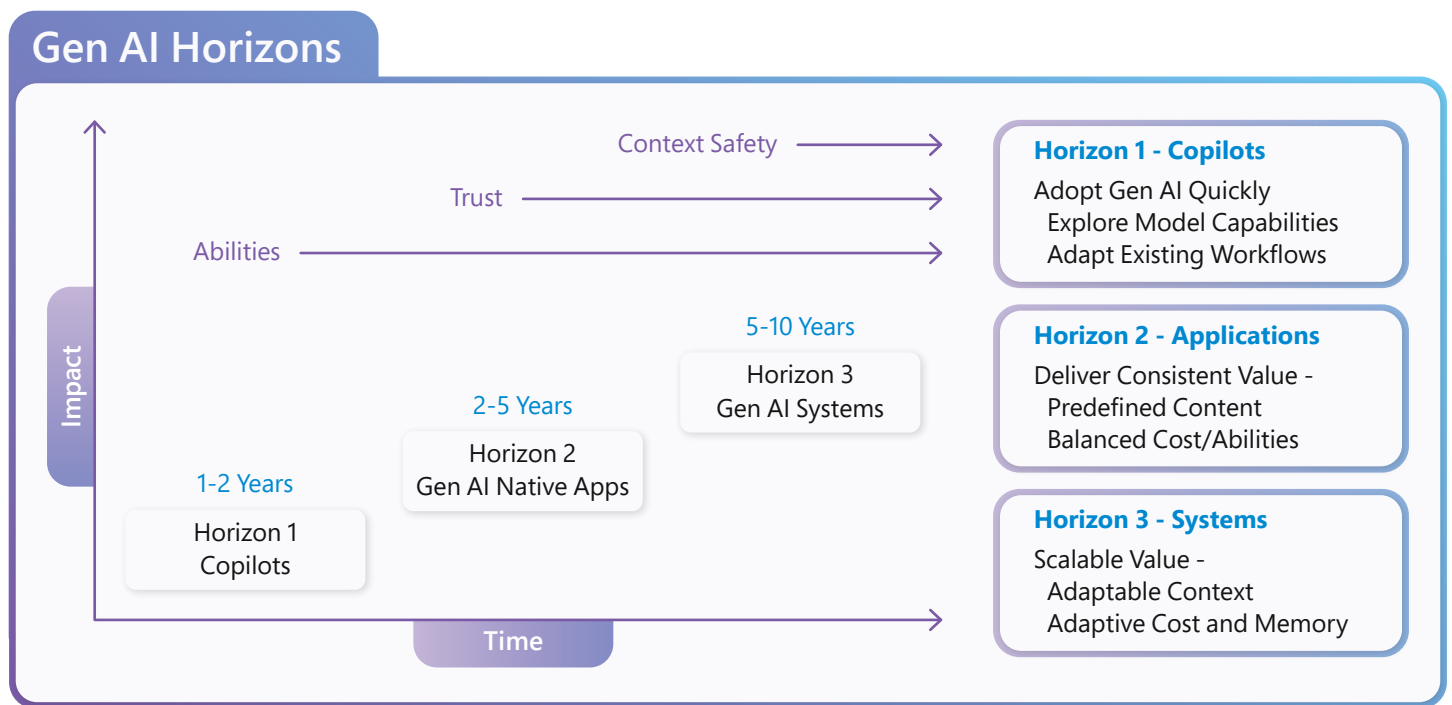 Gen AI Horizons
Context Safety
Trust
Abilities
Impact
1-2 Years
Horizon 1
Copilots
2-5 Years
Horizon 2
Gen AI Native Apps
5-10 Years
Horizon 3
Gen AI Systems
Time
Horizon 1 - Copilots
Adopt Gen AI Quickly
Explore Model Capabilities
Adapt Existing Workflows
Horizon 2 - Applications
Deliver Consistent Value -
Predefined Content
Balanced Cost/Abilities
Horizon 3 - Systems
Scalable Value -
Adaptable Context
Adaptive Cost and Memory